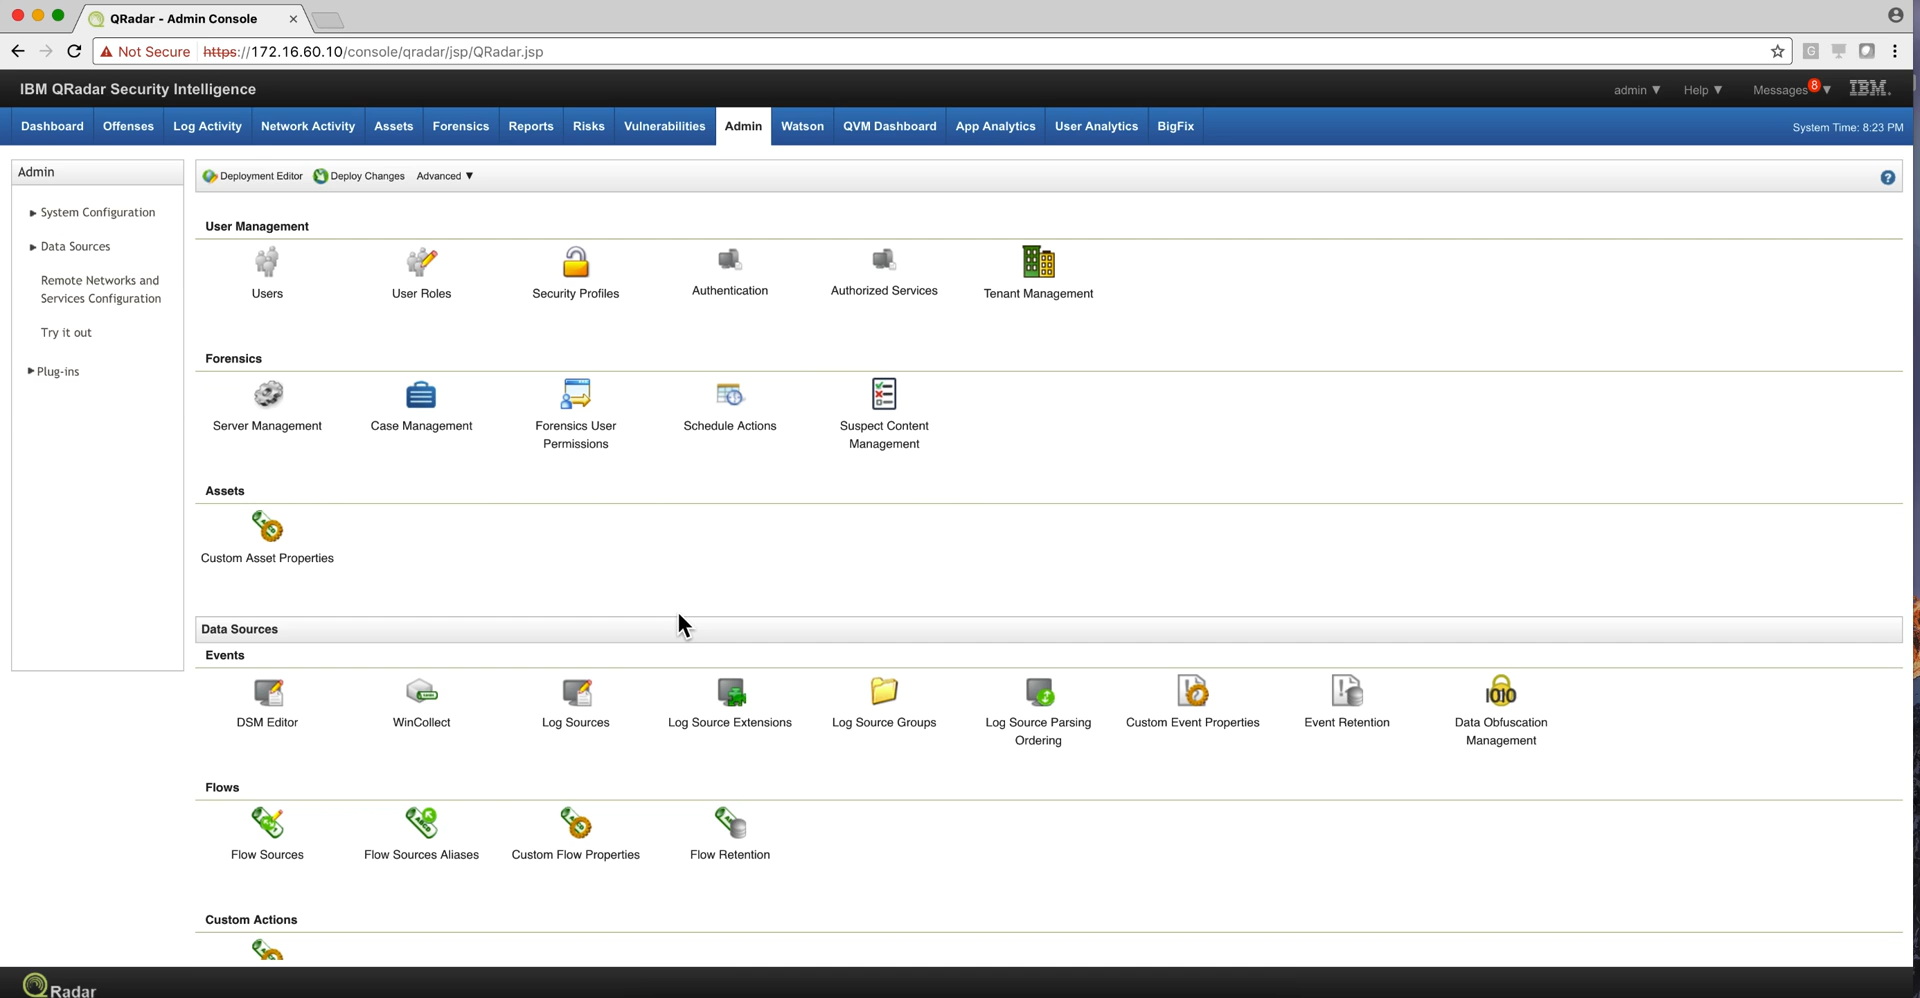 QRadar - Admin Console
Not Secure https://172.16.60.10/console/qradar/jsp/QRadar.jsp
G
IBM QRadar Security Intelligence
admin ▼ Help ▼ Messages 8 ▼ IBM.
Dashboard Offenses Log Activity Network Activity Assets Forensics Reports Risks Vulnerabilities Admin Watson QVM Dashboard App Analytics User Analytics BigFix System Time: 8:23 PM
Admin
Deployment Editor Deploy Changes Advanced ▼ ?
System Configuration
Data Sources
Remote Networks and
Services Configuration
Try it out
Plug-ins
User Management
Users User Roles Security Profiles Authentication Authorized Services Tenant Management
Forensics
Server Management Case Management Forensics User
Permissions Schedule Actions Suspect Content
Management
Assets
Custom Asset Properties
Data Sources
Events
1010
DSM Editor WinCollect Log Sources Log Source Extensions Log Source Groups Log Source Parsing
Ordering Custom Event Properties Event Retention Data Obfuscation
Management
Flows
Flow Sources Flow Sources Aliases Custom Flow Properties Flow Retention
Custom Actions
QRadar